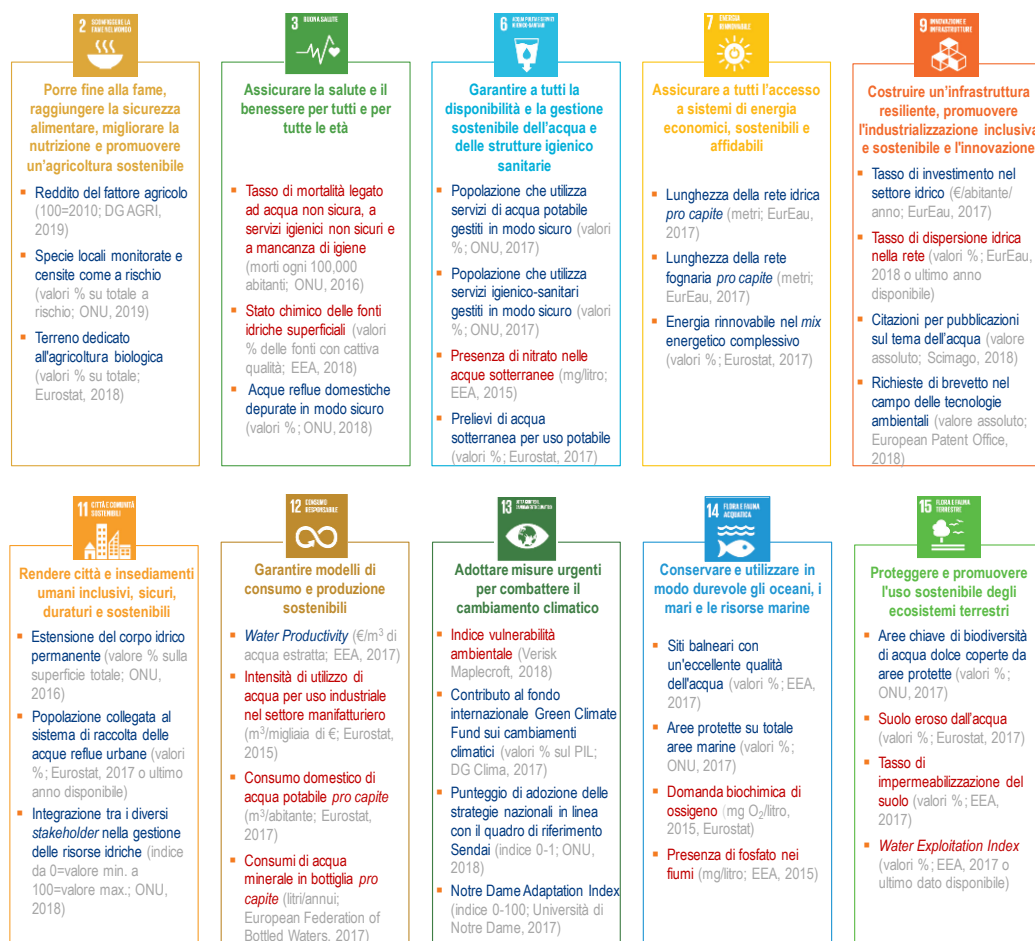 2 SCONFIGGERE LA
FAME NEL MONDO
Porre fine alla fame,
raggiungere la sicurezza
alimentare, migliorare la
nutrizione e promuovere
un'agricoltura sostenibile
▪ Reddito del fattore agricolo
(100=2010; DG AGRI,
2019)
▪ Specie locali monitorate e
censite come a rischio
(valori % su totale a
rischio; ONU, 2019)
▪ Terreno dedicato
all'agricoltura biologica
(valori % su totale;
Eurostat, 2018)
3 BUONA SALUTE
Assicurare la salute e il
benessere per tutti e per
tutte le età
▪ Tasso di mortalità legato
ad acqua non sicura, a
servizi igienici non sicuri e
a mancanza di igiene
(morti ogni 100,000
abitanti; ONU, 2016)
▪ Stato chimico delle fonti
idriche superficiali (valori
% delle fonti con cattiva
qualità; EEA, 2018)
▪ Acque reflue domestiche
depurate in modo sicuro
(valori %; ONU, 2018)
6 ACQUA PULITA E SERVIZI
IGIENICO-SANITARI
Garantire a tutti la
disponibilità e la gestione
sostenibile dell'acqua e
delle strutture igienico
sanitarie
▪ Popolazione che utilizza
servizi di acqua potabile
gestiti in modo sicuro (valori
%; ONU, 2017)
▪ Popolazione che utilizza
servizi igienico-sanitari
gestiti in modo sicuro (valori
%; ONU, 2017)
▪ Presenza di nitrato nelle
acque sotterranee (mg/litro;
EEA, 2015)
▪ Prelievi di acqua
sotterranea per uso potabile
(valori %; Eurostat, 2017)
7 ENERGIA
RINNOVABILE
Assicurare a tutti l'accesso
a sistemi di energia
economici, sostenibili e
affidabili
▪ Lunghezza della rete idrica
pro capite (metri; EurEau,
2017)
▪ Lunghezza della rete
fognaria pro capite (metri;
EurEau, 2017)
▪ Energia rinnovabile nel mix
energetico complessivo
(valori %; Eurostat, 2017)
9 INNOVAZIONE E
INFRASTRUTTURE
Costruire un'infrastruttura
resiliente, promuovere
l'industrializzazione inclusiva
e sostenibile e l'innovazione
▪ Tasso di investimento nel
settore idrico (€/abitante/
anno; EurEau, 2017)
▪ Tasso di dispersione idrica
nella rete (valori %; EurEau,
2018 o ultimo anno
disponibile)
▪ Citazioni per pubblicazioni
sul tema dell'acqua (valore
assoluto; Scimago, 2018)
▪ Richieste di brevetto nel
campo delle tecnologie
ambientali (valore assoluto;
European Patent Office,
2018)
11 CITTÀ E COMUNITÀ
SOSTENIBILI
Rendere città e insediamenti
umani inclusivi, sicuri,
duraturi e sostenibili
▪ Estensione del corpo idrico
permanente (valore % sulla
superficie totale; ONU,
2016)
▪ Popolazione collegata al
sistema di raccolta delle
acque reflue urbane (valori
%; Eurostat, 2017 o ultimo
anno disponibile)
▪ Integrazione tra i diversi
stakeholder nella gestione
delle risorse idriche (indice
da 0=valore min. a
100=valore max.; ONU,
2018)
12 CONSUMO
RESPONSABILE
Garantire modelli di
consumo e produzione
sostenibili
▪ Water Productivity (€/m³ di
acqua estratta; EEA, 2017)
▪ Intensità di utilizzo di
acqua per uso industriale
nel settore manifatturiero
(m³/migliaia di €; Eurostat,
2015)
▪ Consumo domestico di
acqua potabile pro capite
(m³/abitante; Eurostat,
2017)
▪ Consumi di acqua
minerale in bottiglia pro
capite (litri/annui;
European Federation of
Bottled Waters, 2017)
13
Adottare misure urgenti
per combattere il
cambiamento climatico
▪ Indice vulnerabilità
ambientale (Verisk
Maplecroft, 2018)
▪ Contributo al fondo
internazionale Green Climate
Fund sui cambiamenti
climatici (valori % sul PIL;
DG Clima, 2017)
▪ Punteggio di adozione delle
strategie nazionali in linea
con il quadro di riferimento
Sendai (indice 0-1; ONU,
2018)
▪ Notre Dame Adaptation Index
(indice 0-100; Università di
Notre Dame, 2017)
14 FLORA E FAUNA
ACQUATICA
Conservare e utilizzare in
modo durevole gli oceani, i
mari e le risorse marine
▪ Siti balneari con
un'eccellente qualità
dell'acqua (valori %; EEA,
2017)
▪ Aree protette su totale
aree marine (valori %;
ONU, 2017)
▪ Domanda biochimica di
ossigeno (mg O₂/litro,
2015, Eurostat)
▪ Presenza di fosfato nei
fiumi (mg/litro; EEA, 2015)
15 FLORA E FAUNA
TERRESTRE
Proteggere e promuovere
l'uso sostenibile degli
ecosistemi terrestri
▪ Aree chiave di biodiversità
di acqua dolce coperte da
aree protette (valori %;
ONU, 2017)
▪ Suolo eroso dall'acqua
(valori %; Eurostat, 2017)
▪ Tasso di
impermeabilizzazione del
suolo (valori %; EEA,
2017)
▪ Water Exploitation Index
(valori %; EEA, 2017 o
ultimo dato disponibile)